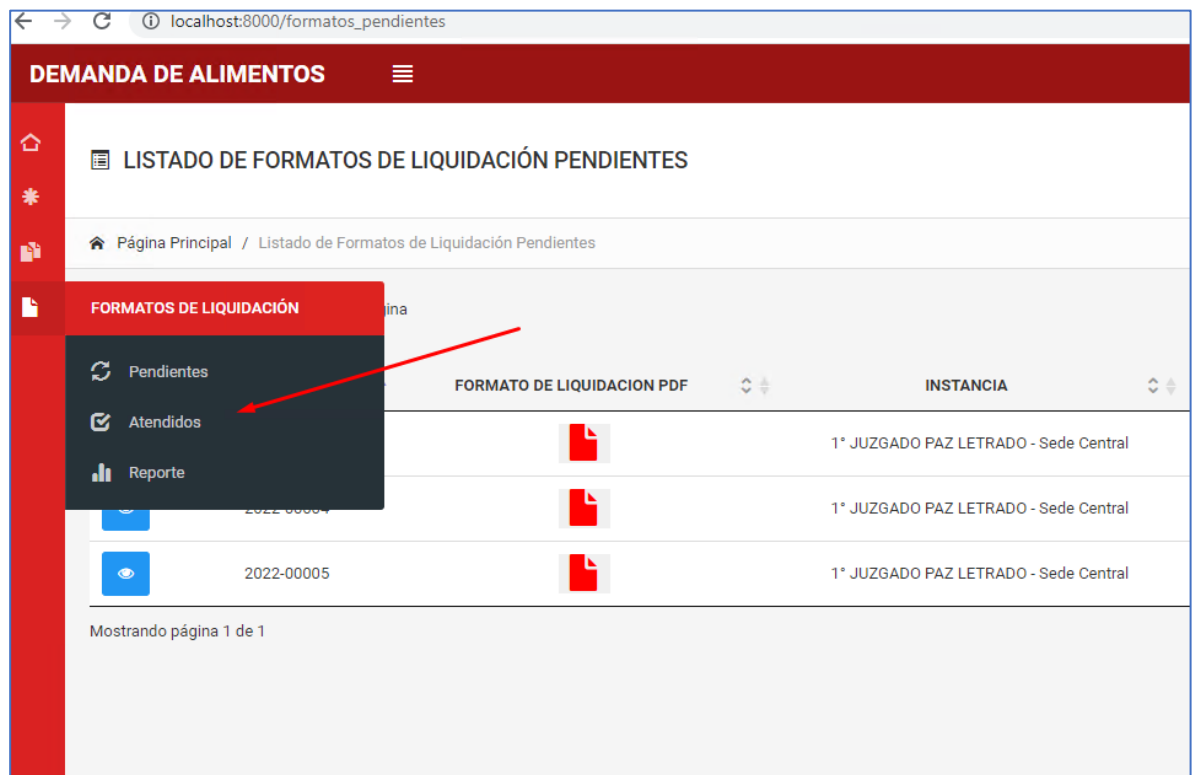 localhost:8000/formatos_pendientes
DEMANDA DE ALIMENTOS
LISTADO DE FORMATOS DE LIQUIDACIÓN PENDIENTES
Página Principal / Listado de Formatos de Liquidación Pendientes
FORMATOS DE LIQUIDACIÓN
Pendientes
Atendidos
Reporte
FORMATO DE LIQUIDACION PDF INSTANCIA
1° JUZGADO PAZ LETRADO - Sede Central
1° JUZGADO PAZ LETRADO - Sede Central
2022-00005 1° JUZGADO PAZ LETRADO - Sede Central
Mostrando página 1 de 1